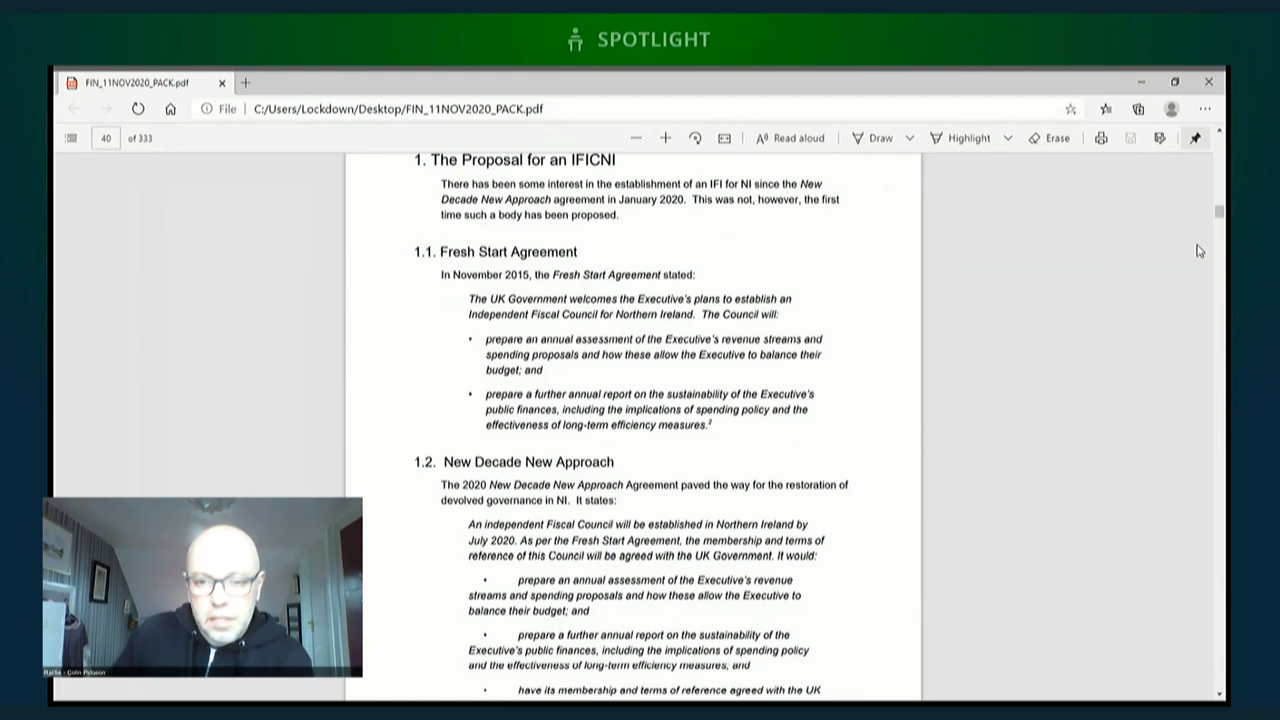 SPOTLIGHT
FIN_11NOV2020_PACK.pdf
File
C:/Users/Lockdown/Desktop/FIN_11NOV2020_PACK.pdf
40 of 333
Read aloud
Draw
Highlight
Erase
1. The Proposal for an IFICNI
There has been some interest in the establishment of an IFI for NI since the New
Decade New Approach agreement in January 2020. This was not, however, the first
time such a body has been proposed.
1.1. Fresh Start Agreement
In November 2015, the Fresh Start Agreement stated:
The UK Government welcomes the Executive's plans to establish an
Independent Fiscal Council for Northern Ireland. The Council will:
• prepare an annual assessment of the Executive's revenue streams and
spending proposals and how these allow the Executive to balance their
budget; and
• prepare a further annual report on the sustainability of the Executive's
public finances, including the implications of spending policy and the
effectiveness of long-term efficiency measures.²
1.2. New Decade New Approach
The 2020 New Decade New Approach Agreement paved the way for the restoration of
devolved governance in NI. It states:
An independent Fiscal Council will be established in Northern Ireland by
July 2020. As per the Fresh Start Agreement, the membership and terms of
reference of this Council will be agreed with the UK Government. It would:
• prepare an annual assessment of the Executive's revenue
streams and spending proposals and how these allow the Executive to
balance their budget; and
• prepare a further annual report on the sustainability of the
Executive's public finances, including the implications of spending policy
and the effectiveness of long-term efficiency measures; and
• have its membership and terms of reference agreed with the UK
RaISe - Colin Pidgeon